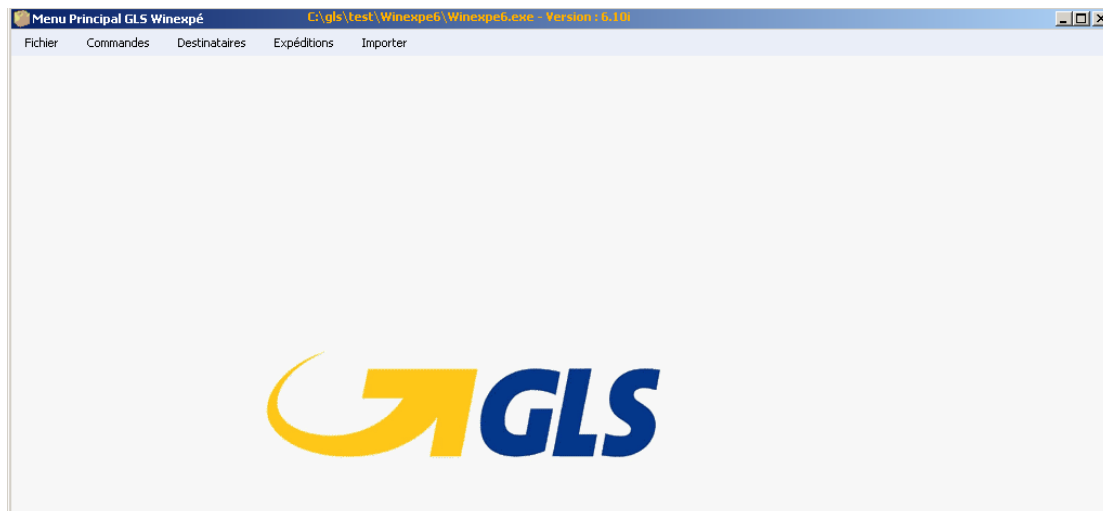 Menu Principal GLS Winexpé C:\gls\test\Winexpe6\Winexpe6.exe - Version : 6.10i
Fichier Commandes Destinataires Expéditions Importer
GLS